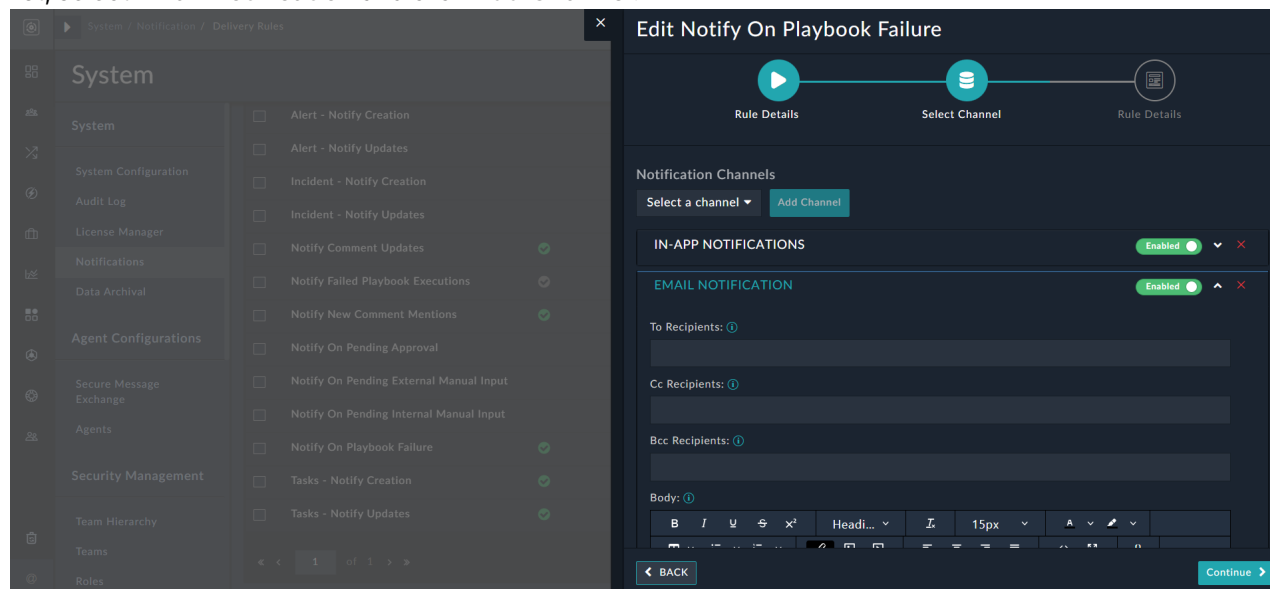 System / Notification / Delivery Rules
System
System
System Configuration
Audit Log
License Manager
Notifications
Data Archival
Agent Configurations
Secure Message
Exchange
Agents
Security Management
Team Hierarchy
Teams
Roles
Alert - Notify Creation
Alert - Notify Updates
Incident - Notify Creation
Incident - Notify Updates
Notify Comment Updates
Notify Failed Playbook Executions
Notify New Comment Mentions
Notify On Pending Approval
Notify On Pending External Manual Input
Notify On Pending Internal Manual Input
Notify On Playbook Failure
Tasks - Notify Creation
Tasks - Notify Updates
« ‹ 1 of 1 › »
Edit Notify On Playbook Failure
Rule Details Select Channel Rule Details
Notification Channels
Select a channel Add Channel
IN-APP NOTIFICATIONS Enabled
EMAIL NOTIFICATION Enabled
To Recipients:
Cc Recipients:
Bcc Recipients:
Body:
B I U S x² Headi... Tx 15px A
BACK Continue